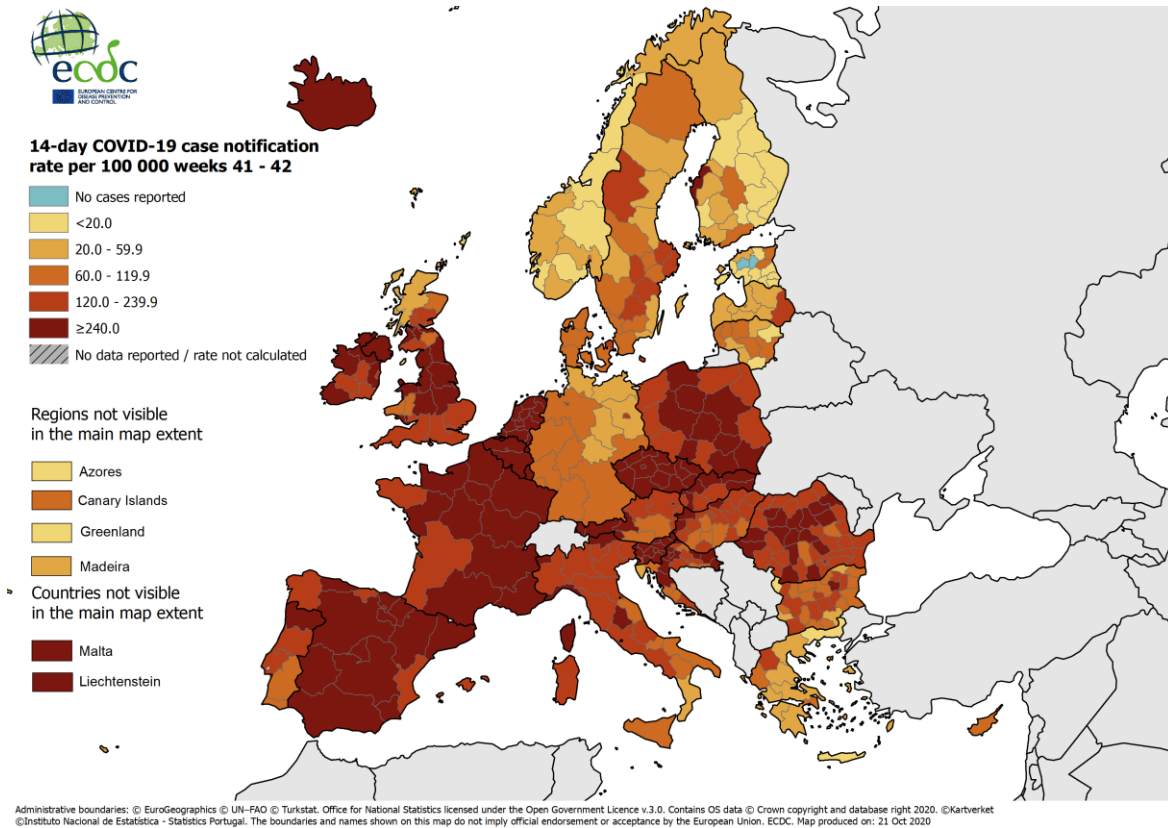 ecdc
EUROPEAN CENTRE FOR
DISEASE PREVENTION
AND CONTROL
14-day COVID-19 case notification
rate per 100 000 weeks 41 - 42
No cases reported
<20.0
20.0 - 59.9
60.0 - 119.9
120.0 - 239.9
≥240.0
No data reported / rate not calculated
Regions not visible
in the main map extent
Azores
Canary Islands
Greenland
Madeira
Countries not visible
in the main map extent
Malta
Liechtenstein
Administrative boundaries: © EuroGeographics © UN–FAO © Turkstat. Office for National Statistics licensed under the Open Government Licence v.3.0. Contains OS data © Crown copyright and database right 2020. ©Kartverket
©Instituto Nacional de Estatística - Statistics Portugal. The boundaries and names shown on this map do not imply official endorsement or acceptance by the European Union. ECDC. Map produced on: 21 Oct 2020